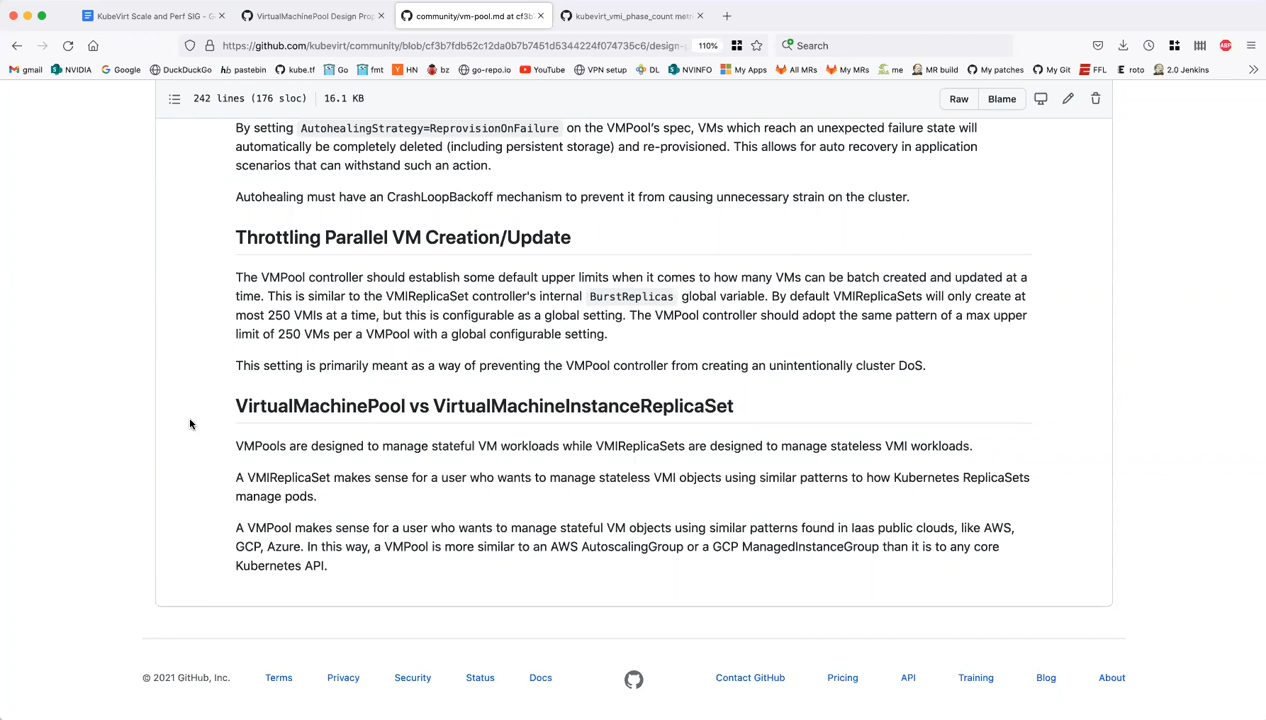 KubeVirt Scale and Perf SIG - G
VirtualMachinePool Design Prop
community/vm-pool.md at cf3b
kubevirt_vmi_phase_count metri
https://github.com/kubevirt/community/blob/cf3b7fdb52c12da0b7b7451d5344224f074735c6/design-p
110%
Search
gmail
NVIDIA
Google
DuckDuckGo
hb pastebin
kube.tf
Go
fmt
HN
bz
go-repo.io
YouTube
VPN setup
DL
NVINFO
My Apps
All MRs
My MRs
me
MR build
My patches
My Git
FFL
eroto
2.0 Jenkins
242 lines (176 sloc)
16.1 KB
Raw
Blame
By setting AutohealingStrategy=ReprovisionOnFailure on the VMPool's spec, VMs which reach an unexpected failure state will
automatically be completely deleted (including persistent storage) and re-provisioned. This allows for auto recovery in application
scenarios that can withstand such an action.
Autohealing must have an CrashLoopBackoff mechanism to prevent it from causing unnecessary strain on the cluster.
Throttling Parallel VM Creation/Update
The VMPool controller should establish some default upper limits when it comes to how many VMs can be batch created and updated at a
time. This is similar to the VMIReplicaSet controller's internal BurstReplicas global variable. By default VMIReplicaSets will only create at
most 250 VMIs at a time, but this is configurable as a global setting. The VMPool controller should adopt the same pattern of a max upper
limit of 250 VMs per a VMPool with a global configurable setting.
This setting is primarily meant as a way of preventing the VMPool controller from creating an unintentionally cluster DoS.
VirtualMachinePool vs VirtualMachineInstanceReplicaSet
VMPools are designed to manage stateful VM workloads while VMIReplicaSets are designed to manage stateless VMI workloads.
A VMIReplicaSet makes sense for a user who wants to manage stateless VMI objects using similar patterns to how Kubernetes ReplicaSets
manage pods.
A VMPool makes sense for a user who wants to manage stateful VM objects using similar patterns found in Iaas public clouds, like AWS,
GCP, Azure. In this way, a VMPool is more similar to an AWS AutoscalingGroup or a GCP ManagedInstanceGroup than it is to any core
Kubernetes API.
© 2021 GitHub, Inc.
Terms
Privacy
Security
Status
Docs
Contact GitHub
Pricing
API
Training
Blog
About